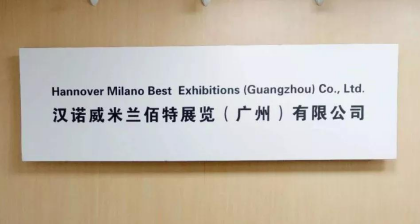 Hannover Milano Best Exhibitions (Guangzhou) Co., Ltd.
汉诺威米兰佰特展览（广州）有限公司